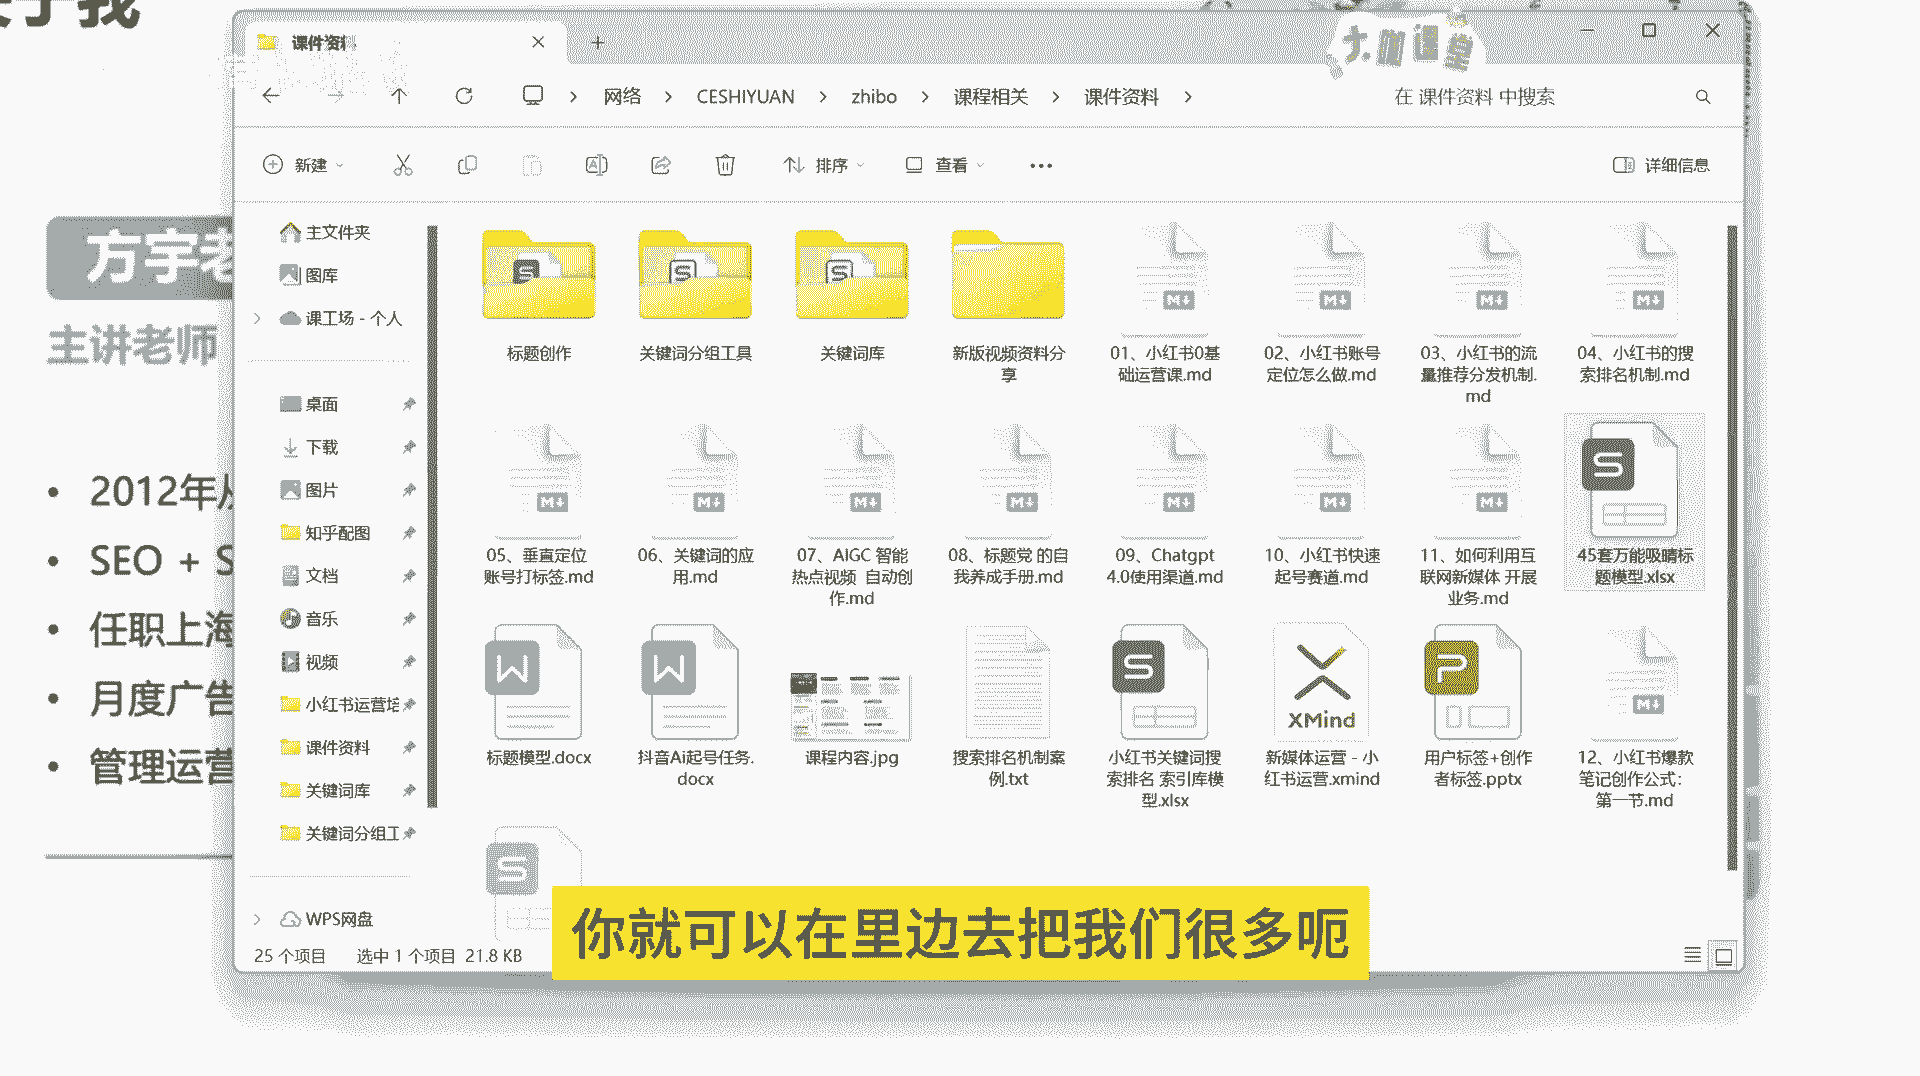 课件资料
网络 > CESHIYUAN > zhibo > 课程相关 > 课件资料 >
在 课件资料 中搜索
大咖课堂
新建
排序
查看
详细信息
方宇老
主讲老师
2012年从
SEO + S
任职上海
月度广告
管理运营
主文件夹
图库
课工场 - 个人
桌面
下载
图片
知乎配图
文档
音乐
视频
小红书运营培
课件资料
关键词库
关键词分组工
WPS网盘
标题创作
关键词分组工具
关键词库
新版视频资料分
享
01、小红书0基
础运营课.md
02、小红书账号
定位怎么做.md
03、小红书的流
量推荐分发机制.
md
04、小红书的搜
索排名机制.md
05、垂直定位
账号打标签.md
06、关键词的应
用.md
07、AIGC 智能
热点视频 自动创
作.md
08、标题党 的自
我养成手册.md
09、Chatgpt
4.0使用渠道.md
10、小红书快速
起号赛道.md
11、如何利用互
联网新媒体 开展
业务.md
45套万能吸睛标
题模型.xlsx
XMind
标题模型.docx
抖音Ai起号任务.
docx
课程内容.jpg
搜索排名机制案
例.txt
小红书关键词搜
索排名 索引库模
型.xlsx
新媒体运营 - 小
红书运营.xmind
用户标签+创作
者标签.pptx
12、小红书爆款
笔记创作公式：
第一节.md
你就可以在里边去把我们很多呃
25 个项目
选中 1 个项目 21.8 KB